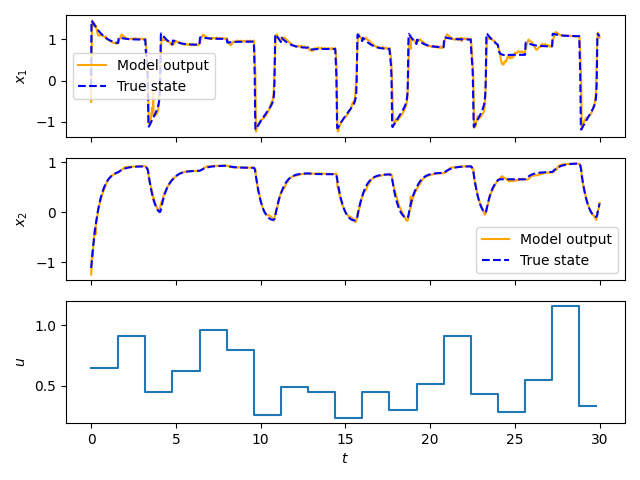 1
0
−1
x₁
Model output
True state
1
0
−1
x₂
Model output
True state
1.0
0.5
u
0 5 10 15 20 25 30
t